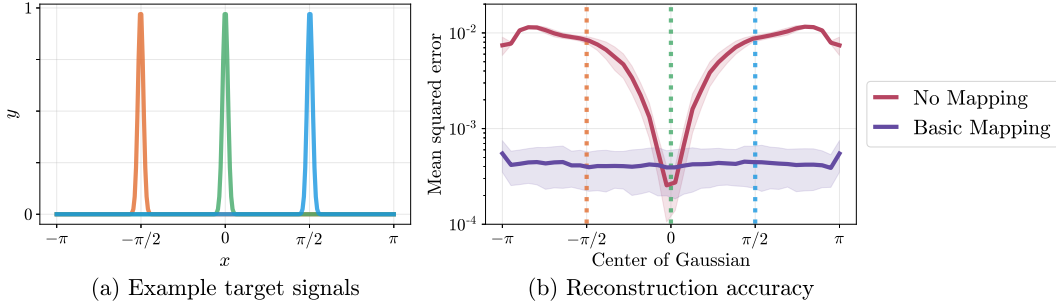 1
y
0
−π
−π/2
0
π/2
π
x
(a) Example target signals
10⁻²
10⁻³
10⁻⁴
Mean squared error
−π
−π/2
0
π/2
π
Center of Gaussian
(b) Reconstruction accuracy
No Mapping
Basic Mapping